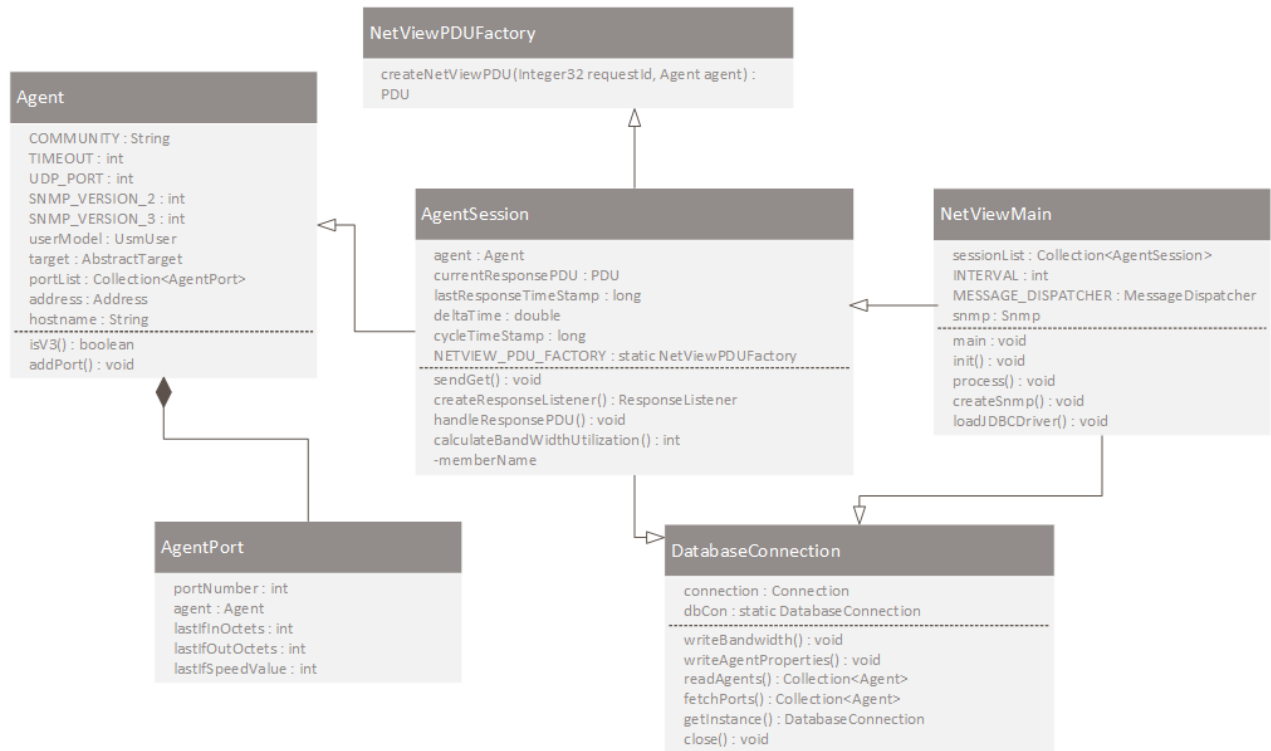 NetViewPDUFactory
createNetViewPDU(Integer32 requestId, Agent agent) :
PDU
Agent
COMMUNITY : String
TIMEOUT : int
UDP_PORT : int
SNMP_VERSION_2 : int
SNMP_VERSION_3 : int
userModel : UsmUser
target : AbstractTarget
portList : Collection<AgentPort>
address : Address
hostname : String
isV3() : boolean
addPort() : void
AgentSession
agent : Agent
currentResponsePDU : PDU
lastResponseTimeStamp : long
deltaTime : double
cycleTimeStamp : long
NETVIEW_PDU_FACTORY : static NetViewPDUFactory
sendGet() : void
createResponseListener() : ResponseListener
handleResponsePDU() : void
calculateBandWidthUtilization() : int
-memberName
NetViewMain
sessionList : Collection<AgentSession>
INTERVAL : int
MESSAGE_DISPATCHER : MessageDispatcher
snmp : Snmp
main : void
init() : void
process() : void
createSnmp() : void
loadJDBCDriver() : void
AgentPort
portNumber : int
agent : Agent
lastIfInOctets : int
lastIfOutOctets : int
lastIfSpeedValue : int
DatabaseConnection
connection : Connection
dbCon : static DatabaseConnection
writeBandwidth() : void
writeAgentProperties() : void
readAgents() : Collection<Agent>
fetchPorts() : Collection<Agent>
getInstance() : DatabaseConnection
close() : void